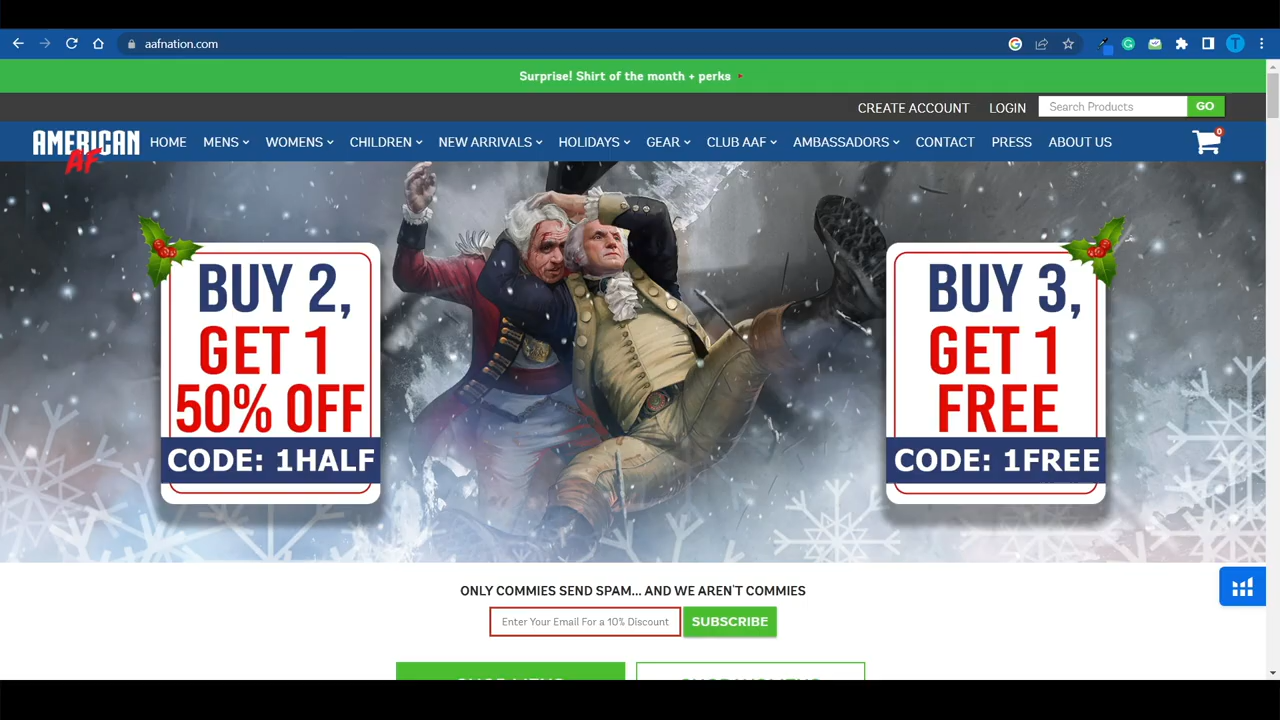 aafnation.com
T
Surprise! Shirt of the month + perks
CREATE ACCOUNT LOGIN Search Products GO
AMERICAN AF
HOME MENS WOMENS CHILDREN NEW ARRIVALS HOLIDAYS GEAR CLUB AAF AMBASSADORS CONTACT PRESS ABOUT US 0
BUY 2,
GET 1
50% OFF
CODE: 1HALF
BUY 3,
GET 1
FREE
CODE: 1FREE
ONLY COMMIES SEND SPAM... AND WE AREN'T COMMIES
Enter Your Email For a 10% Discount SUBSCRIBE